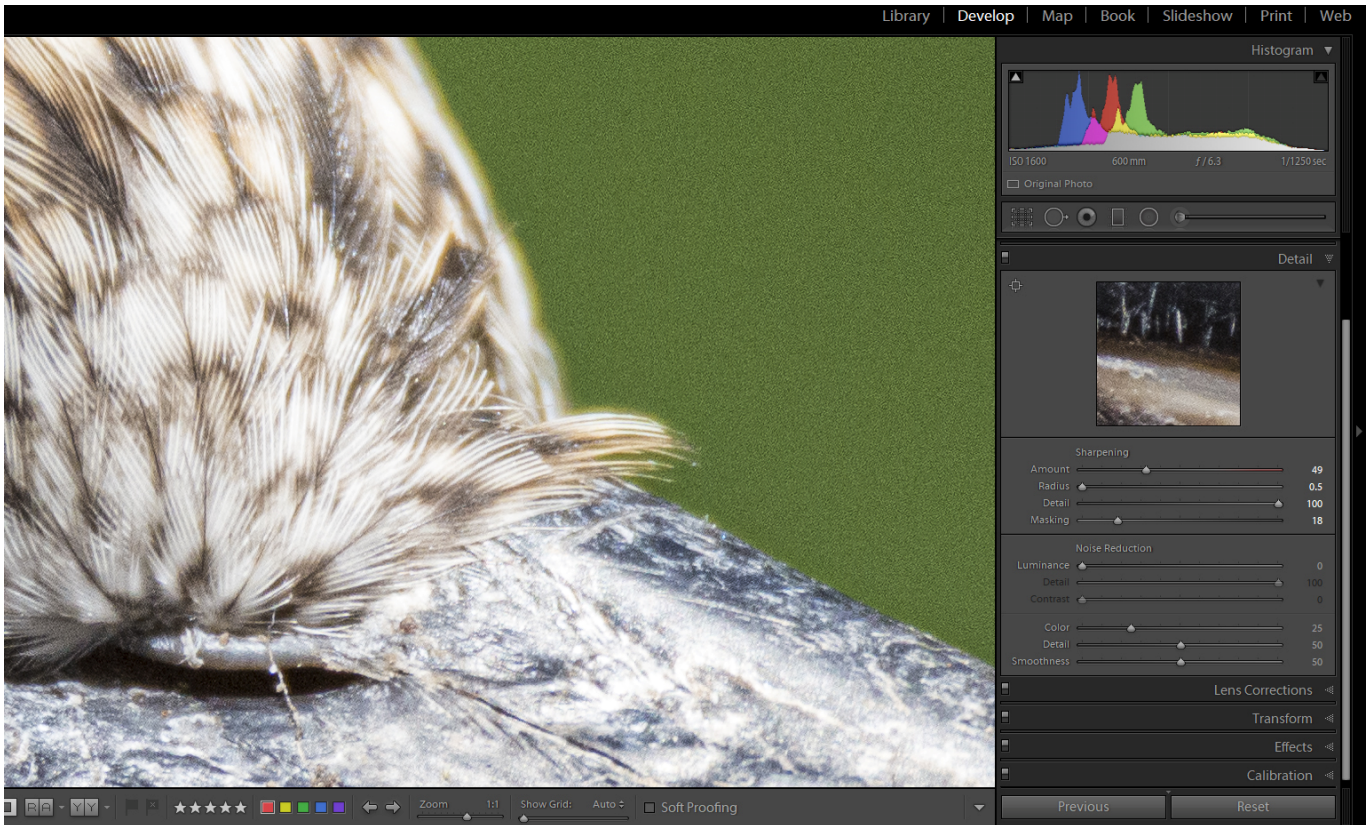 Library | Develop | Map | Book | Slideshow | Print | Web
Histogram
ISO 1600 600 mm f / 6.3 1/1250 sec
Original Photo
Detail
Sharpening
Amount 49
Radius 0.5
Detail 100
Masking 18
Noise Reduction
Luminance 0
Detail 100
Contrast 0
Color 25
Detail 50
Smoothness 50
Lens Corrections
Transform
Effects
Calibration
R A Y Y Zoom 1:1 Show Grid: Auto Soft Proofing
Previous Reset